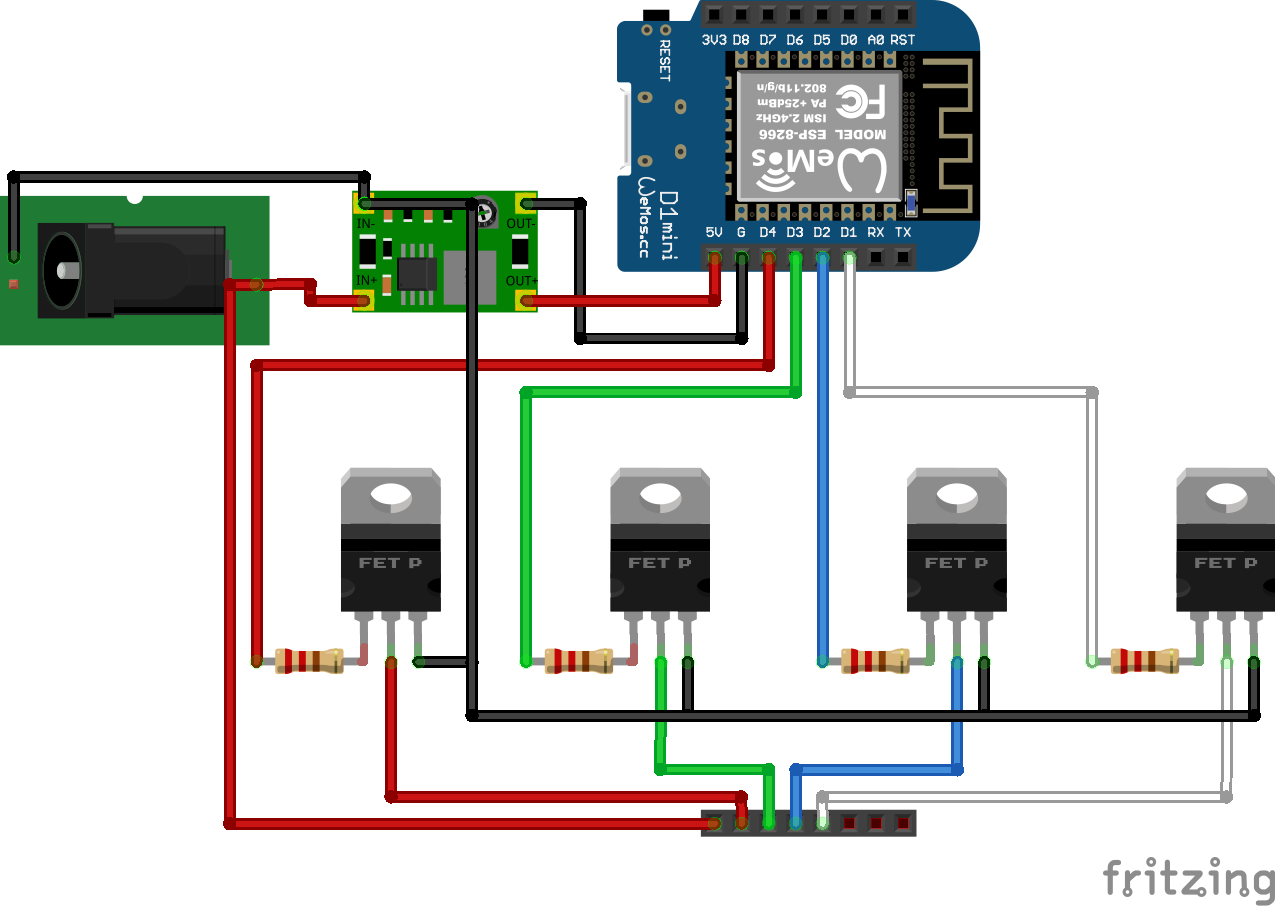 3V3 D8 D7 D6 D5 D0 A0 RST
RESET
802.11b/g/n
PA +25dBm
ISM 2.4GHz
MODEL ESP-8266
FC
WeMos
D1 mini
WeMos.cc
5V G D4 D3 D2 D1 RX TX
IN- OUT-
IN+ OUT+
FET P FET P FET P FET P
fritzing